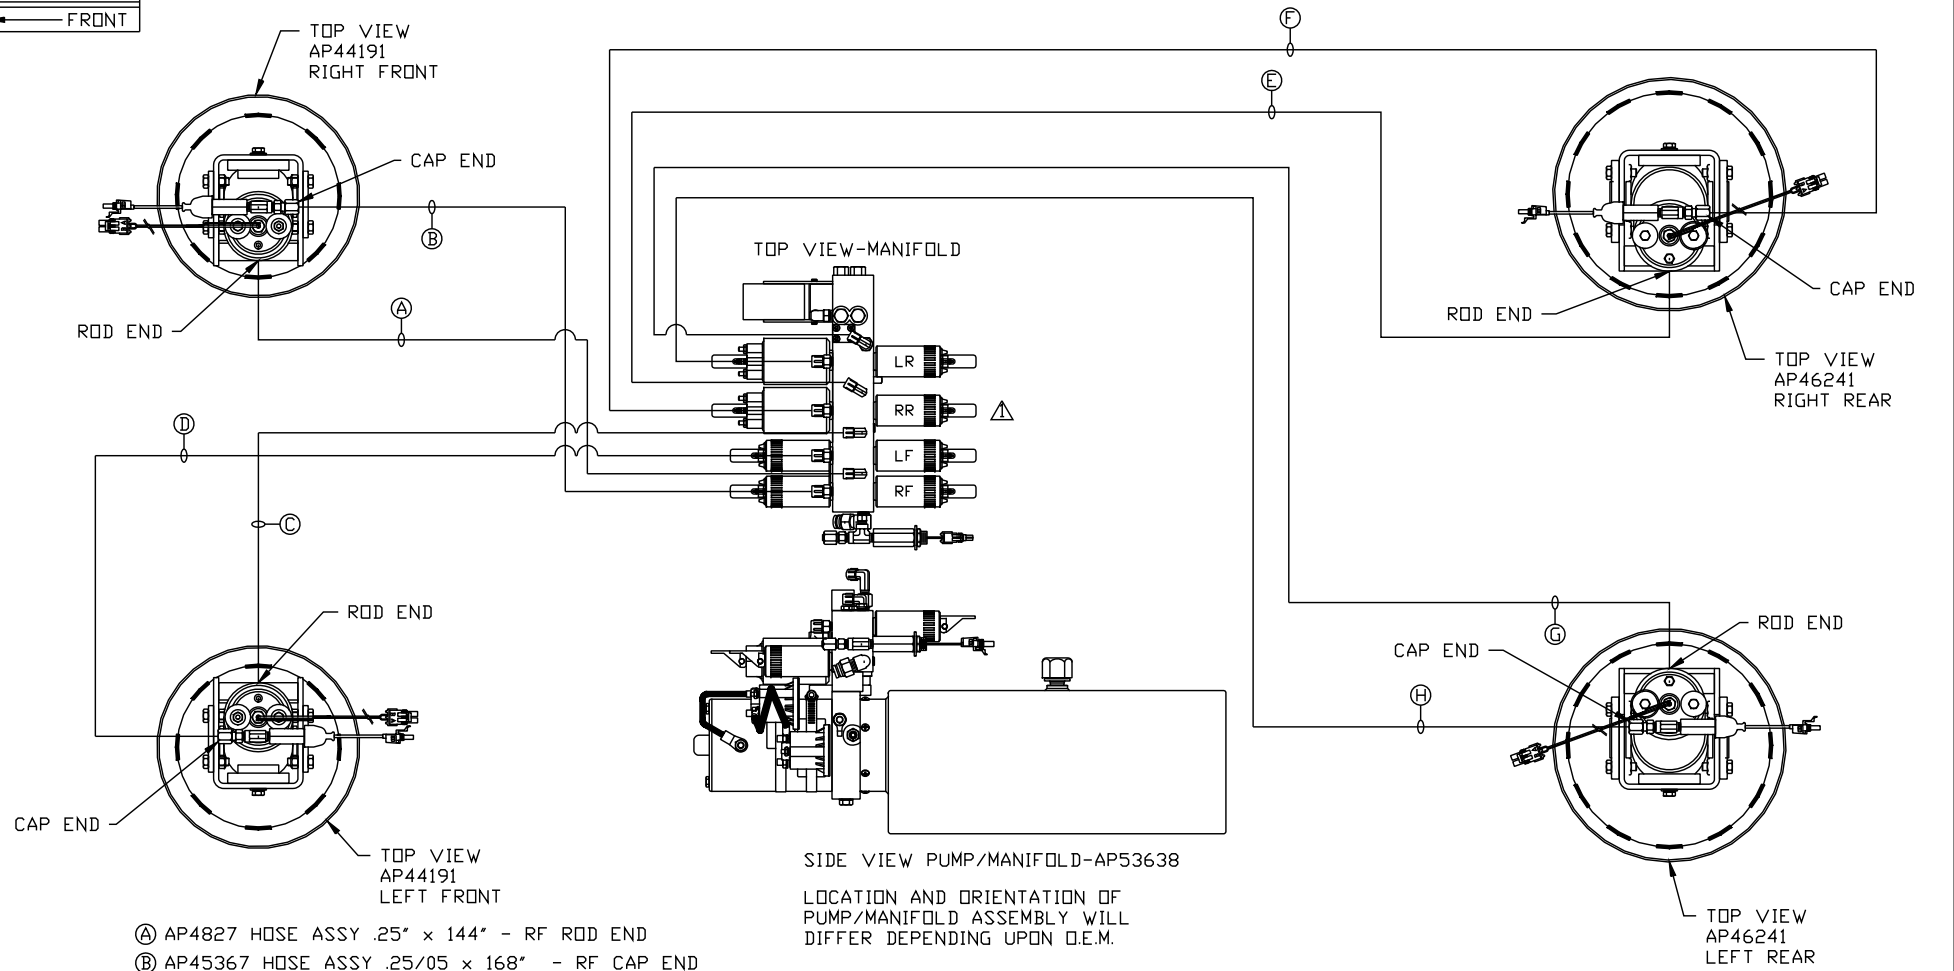 FRONT
TOP VIEW
AP44191
RIGHT FRONT
CAP END
B
ROD END
A
F
E
TOP VIEW-MANIFOLD
LR
RR
1
LF
RF
CAP END
ROD END
TOP VIEW
AP46241
RIGHT REAR
D
C
ROD END
CAP END
TOP VIEW
AP44191
LEFT FRONT
G
ROD END
CAP END
H
SIDE VIEW PUMP/MANIFOLD-AP53638
LOCATION AND ORIENTATION OF
PUMP/MANIFOLD ASSEMBLY WILL
DIFFER DEPENDING UPON O.E.M.
TOP VIEW
AP46241
LEFT REAR
A AP4827 HOSE ASSY .25" x 144" - RF ROD END
B AP45367 HOSE ASSY .25/05 x 168" - RF CAP END